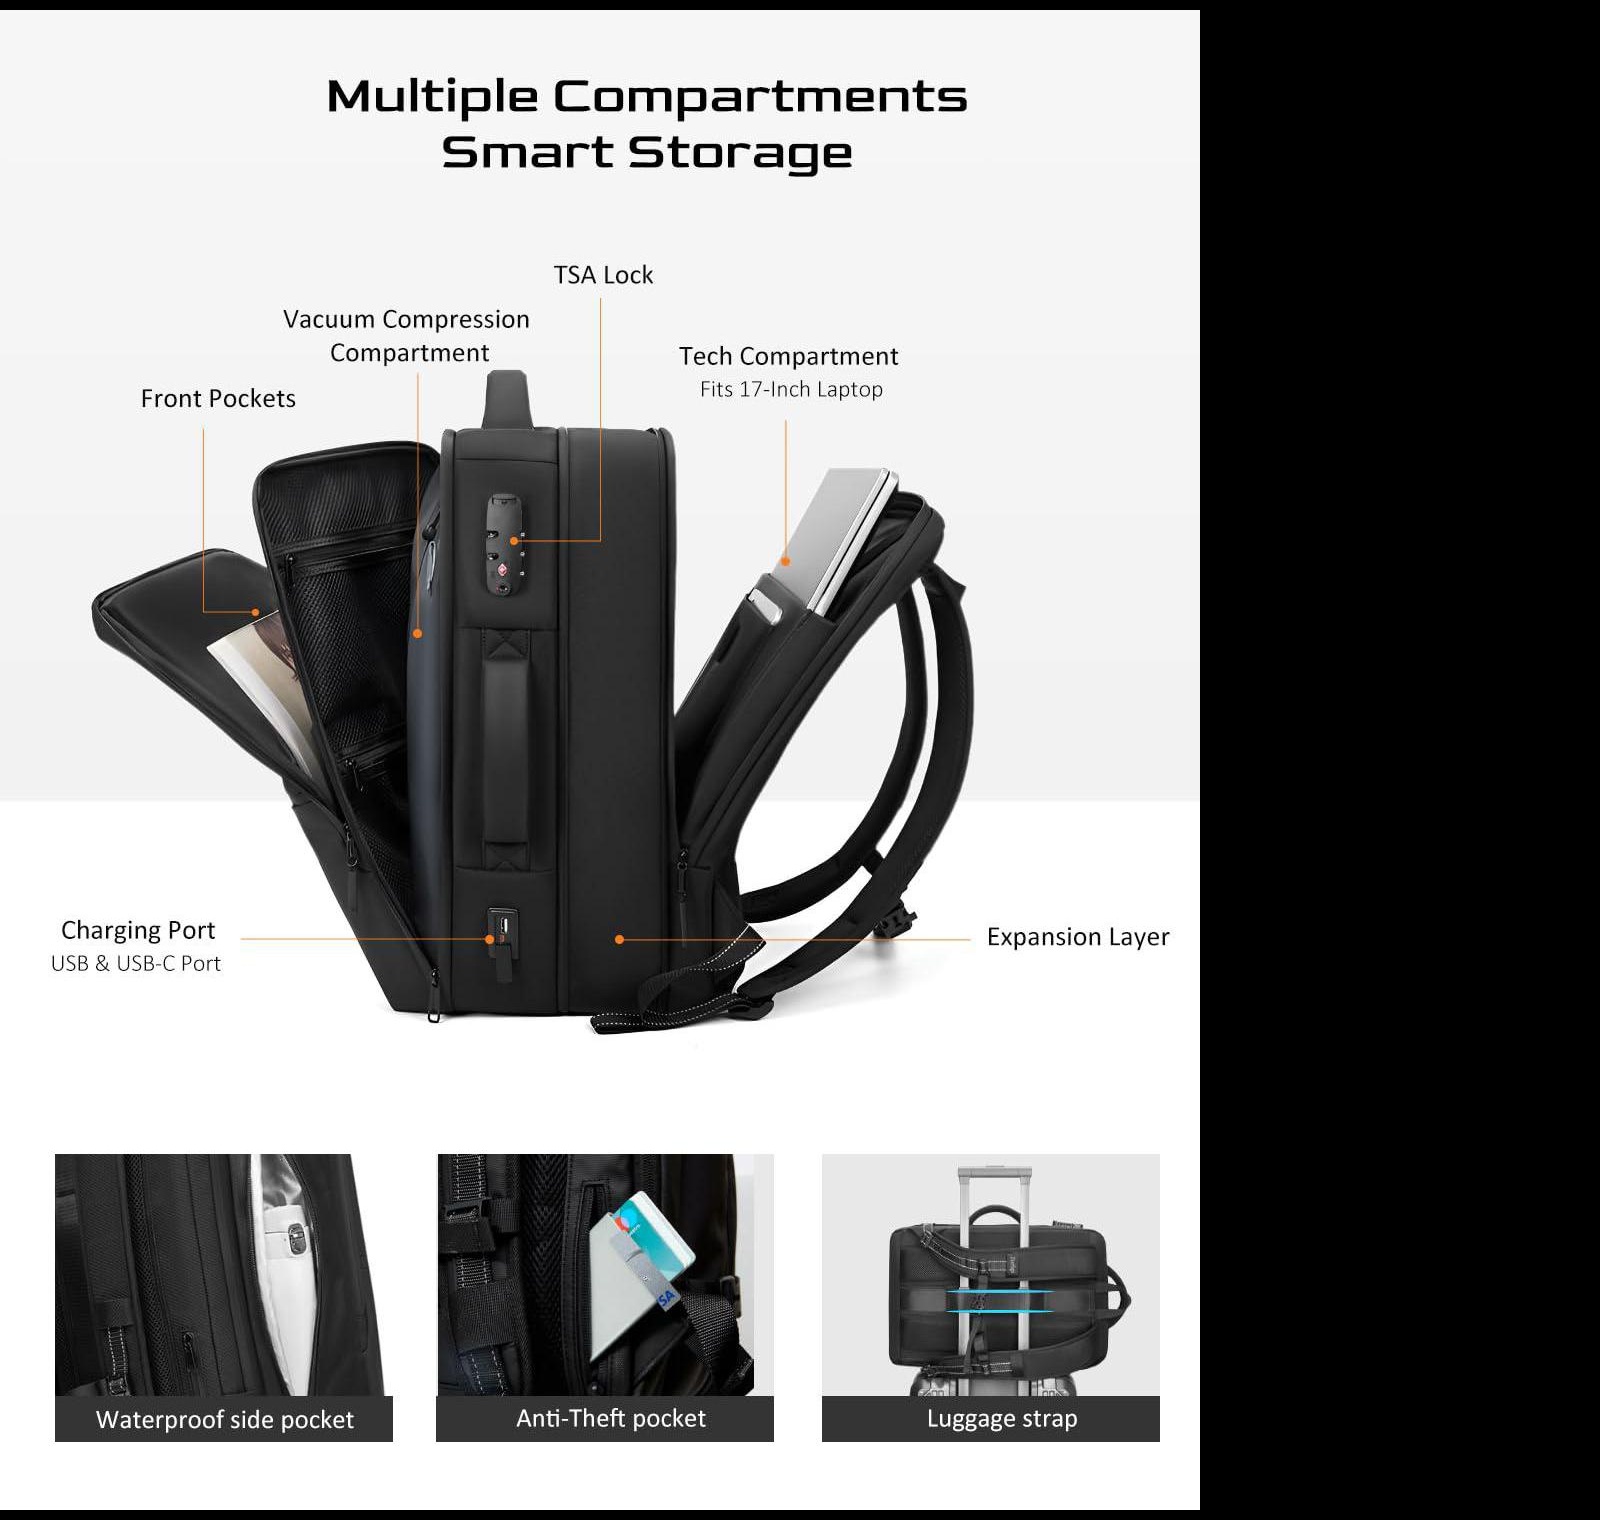 Multiple Compartments
Smart Storage
TSA Lock
Vacuum Compression
Compartment
Tech Compartment
Fits 17-Inch Laptop
Front Pockets
Charging Port
USB & USB-C Port
Expansion Layer
Waterproof side pocket
Anti-Theft pocket
Luggage strap